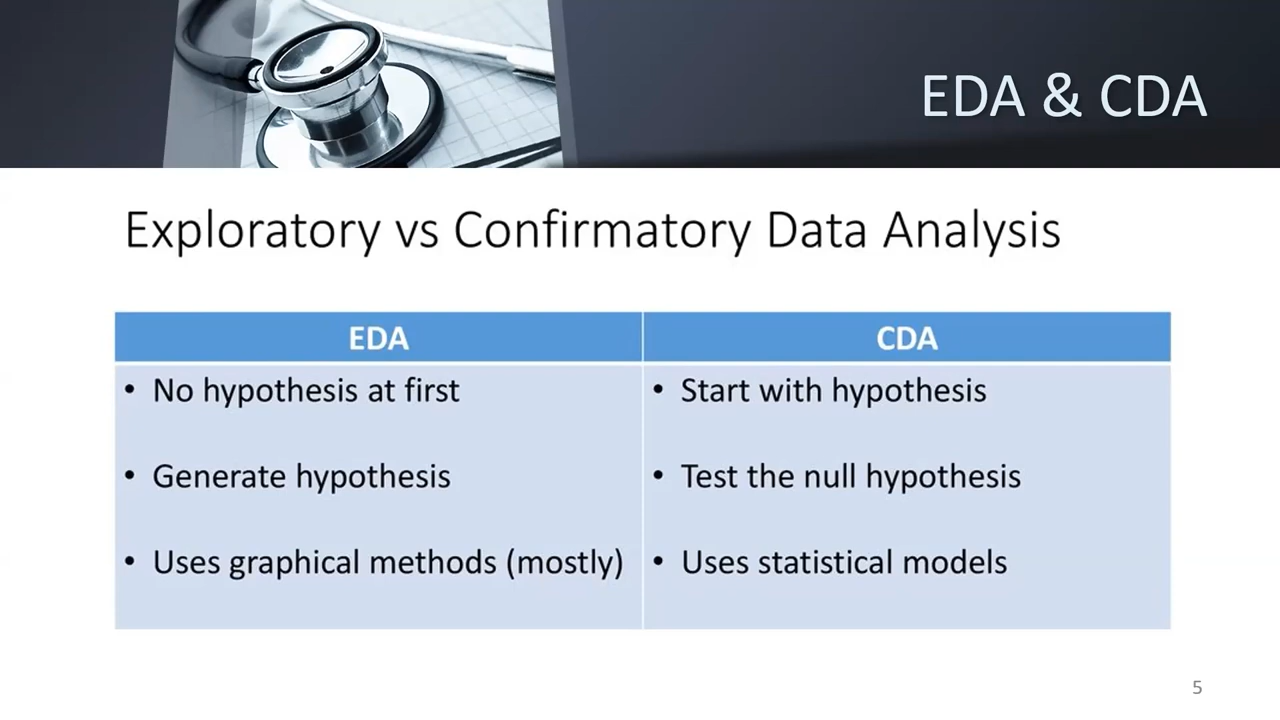 EDA & CDA
Exploratory vs Confirmatory Data Analysis
EDA
CDA
• No hypothesis at first
• Start with hypothesis
• Generate hypothesis
• Test the null hypothesis
• Uses graphical methods (mostly)
• Uses statistical models
5